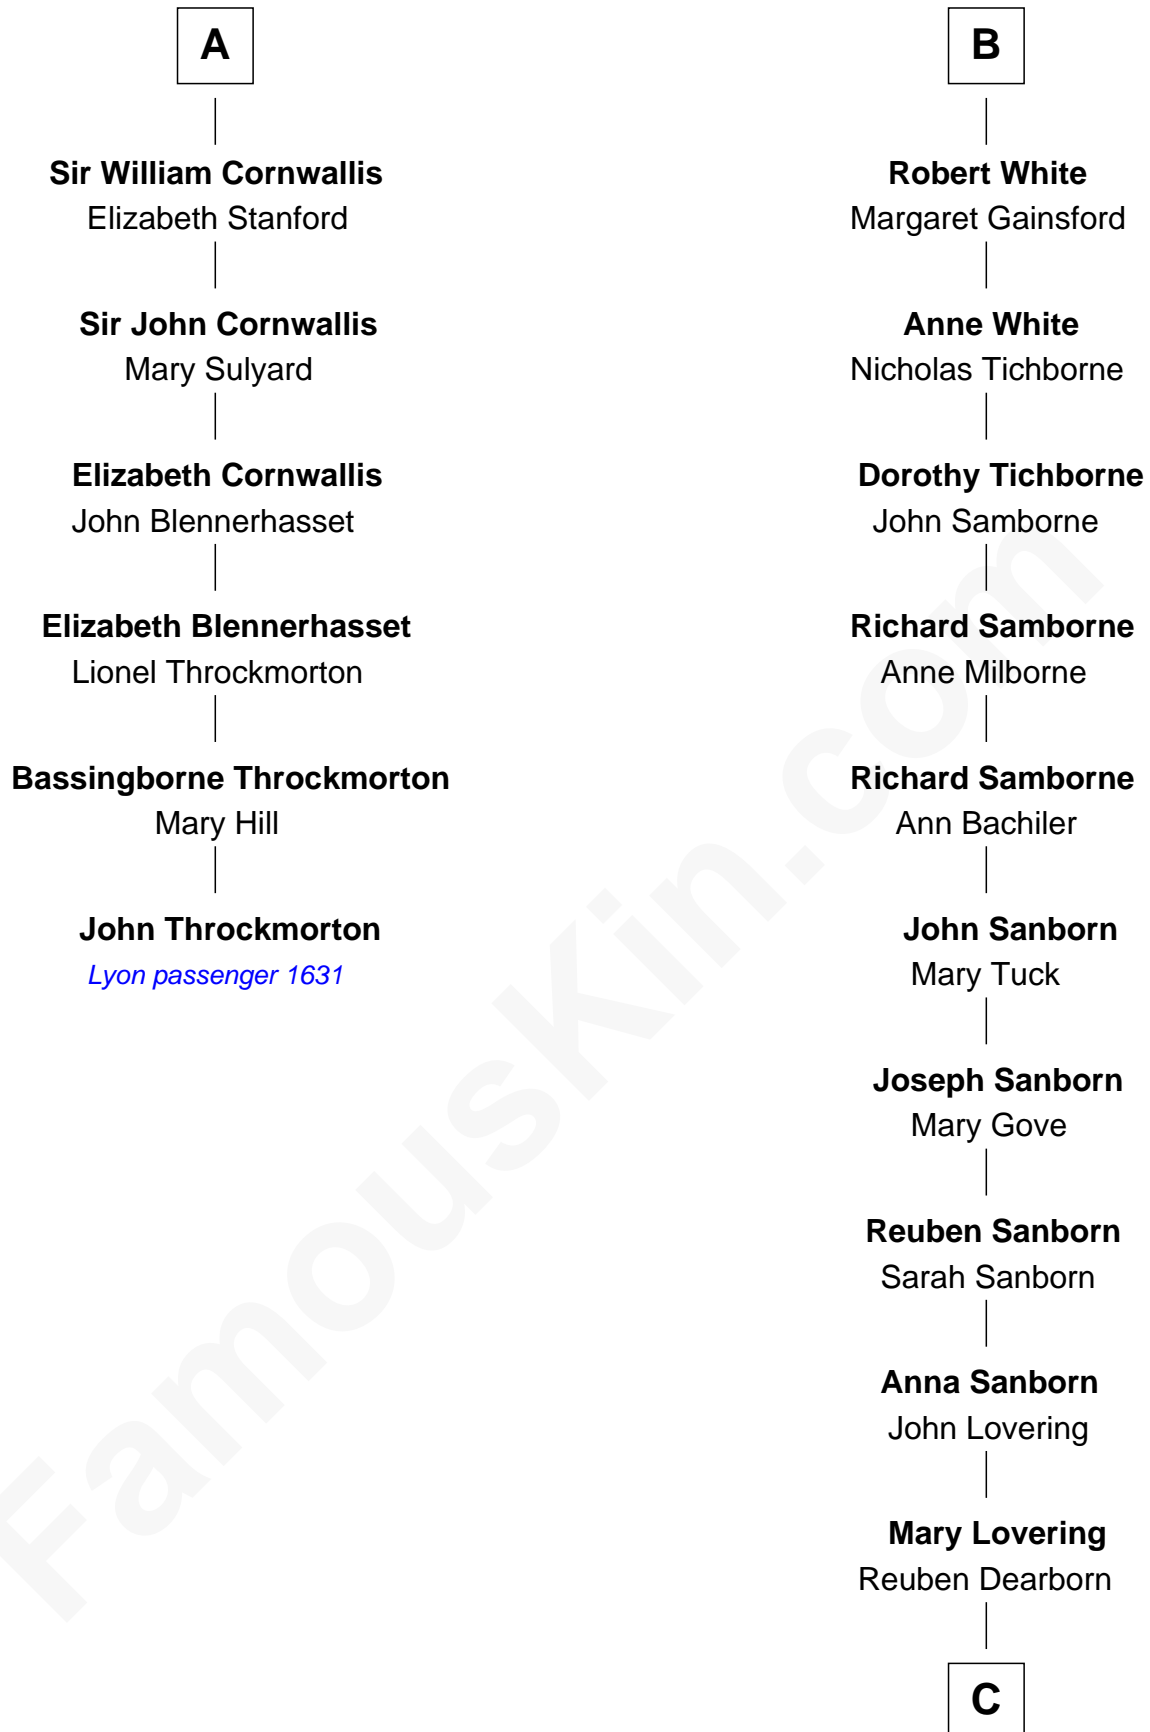 A
Sir William Cornwallis
Elizabeth Stanford
Sir John Cornwallis
Mary Sulyard
Elizabeth Cornwallis
John Blennerhasset
Elizabeth Blennerhasset
Lionel Throckmorton
Bassingborne Throckmorton
Mary Hill
John Throckmorton
Lyon passenger 1631
B
Robert White
Margaret Gainsford
Anne White
Nicholas Tichborne
Dorothy Tichborne
John Samborne
Richard Samborne
Anne Milborne
Richard Samborne
Ann Bachiler
John Sanborn
Mary Tuck
Joseph Sanborn
Mary Gove
Reuben Sanborn
Sarah Sanborn
Anna Sanborn
John Lovering
Mary Lovering
Reuben Dearborn
C
FamousKin.com